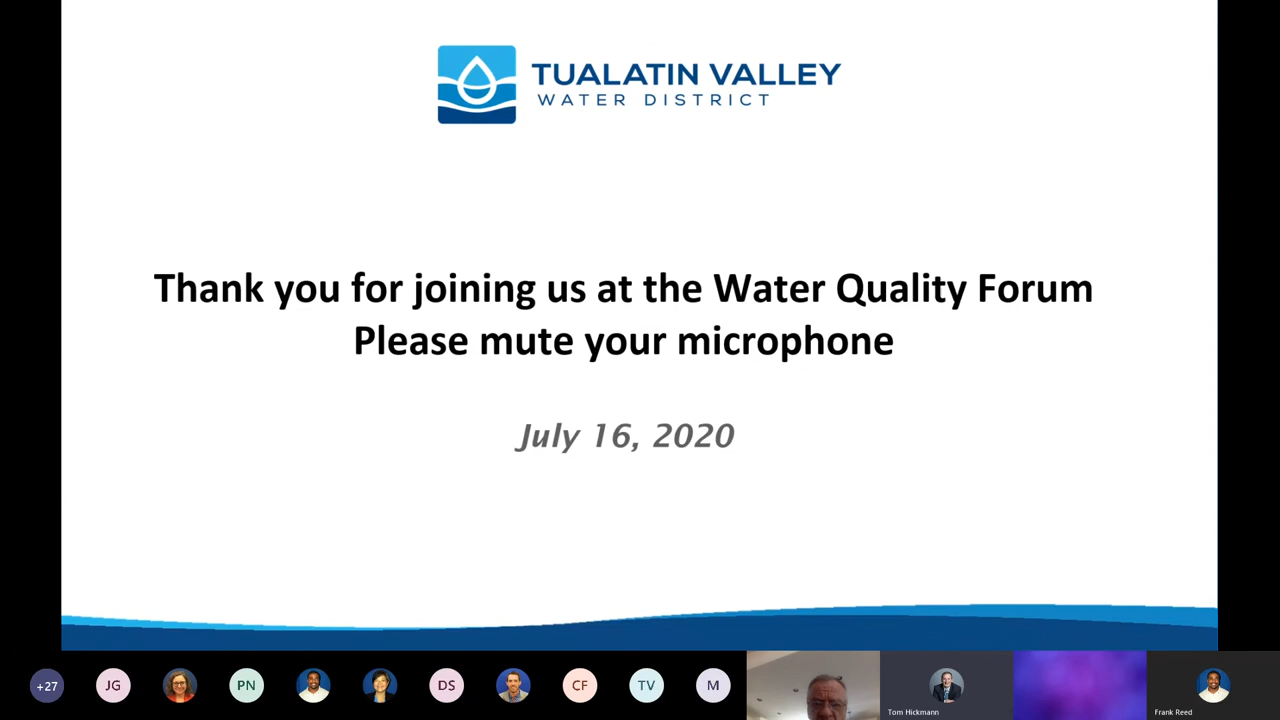 TUALATIN VALLEY
WATER DISTRICT
Thank you for joining us at the Water Quality Forum
Please mute your microphone
July 16, 2020
+27
JG
PN
DS
CF
TV
M
Tom Hickmann
Frank Reed